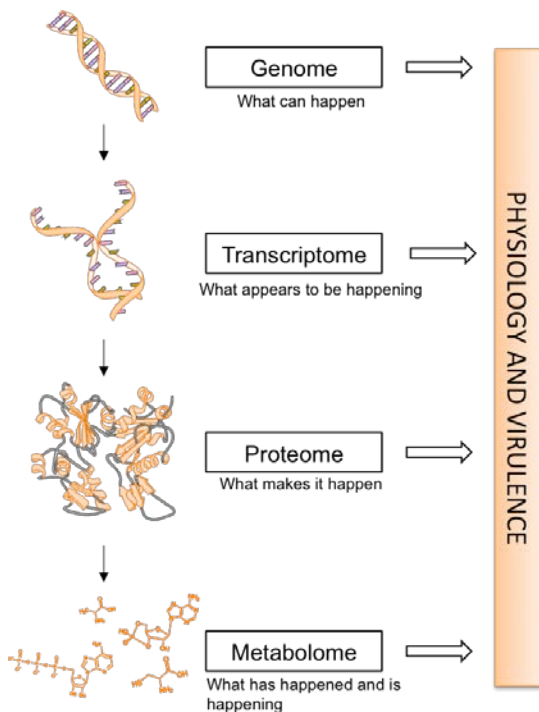 Genome
What can happen
Transcriptome
What appears to be happening
Proteome
What makes it happen
Metabolome
What has happened and is
happening
PHYSIOLOGY AND VIRULENCE